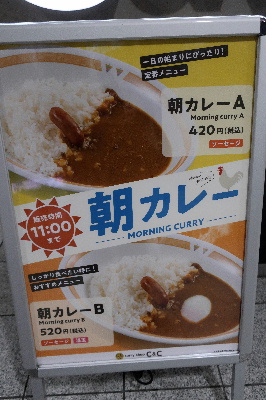 一日の始まりにぴったり!
定番メニュー
朝カレーA
Morning curry A
420円(税込)
ソーセージ
販売時間
11:00
まで
朝カレー
MORNING CURRY
しっかり食べたい時に!
おすすめメニュー
朝カレーB
Morning curry B
520円(税込)
ソーセージ
C&C